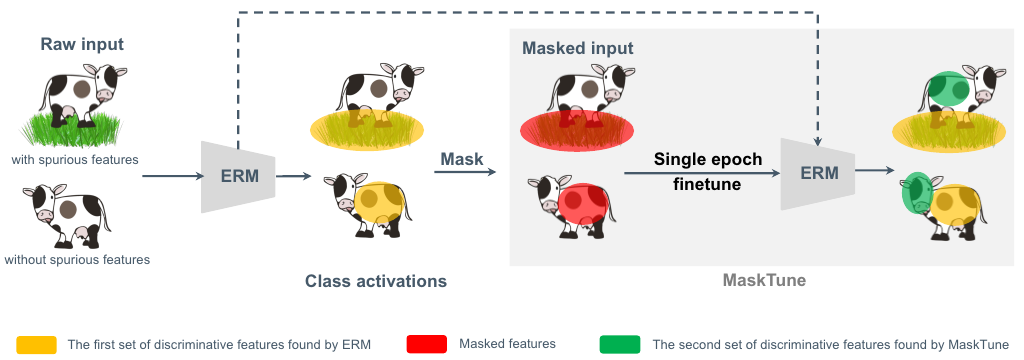 Raw input
with spurious features
without spurious features
ERM
Class activations
Mask
Masked input
Single epoch
finetune
ERM
MaskTune
The first set of discriminative features found by ERM
Masked features
The second set of discriminative features found by MaskTune